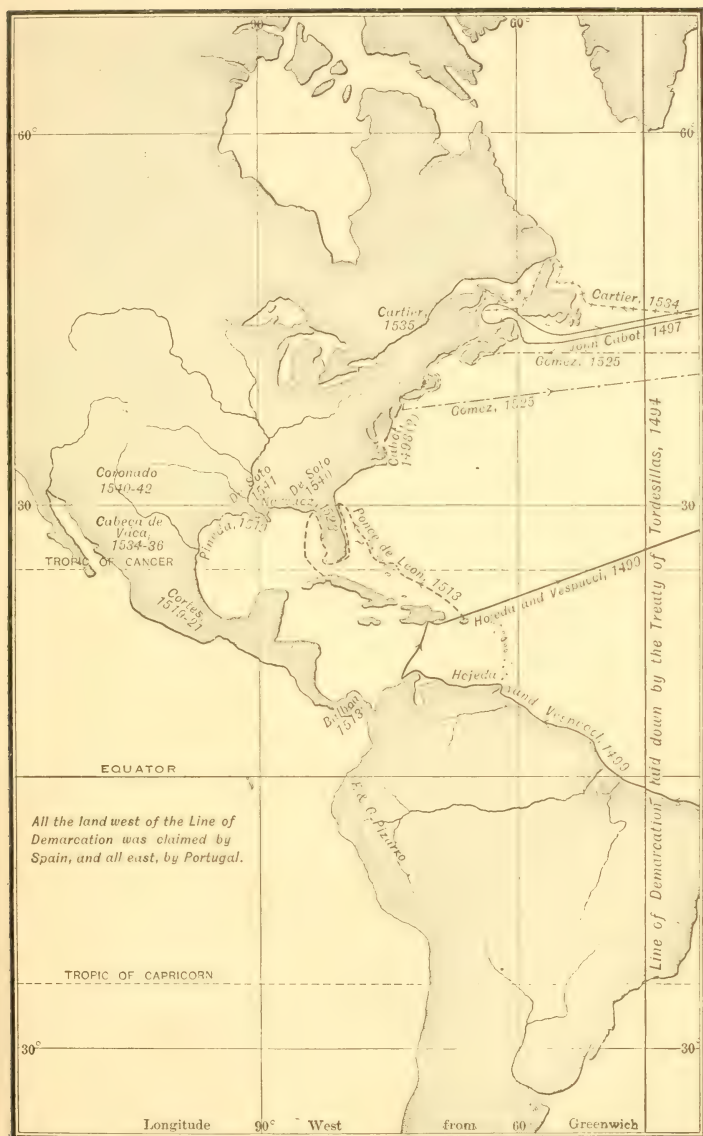 90
60°
60°
60°
Cartier, 1534
Cartier,
1535
John Cabot, 1497
Gomez, 1525
Gomez, 1525
Cabot
1498(?)
De Soto
1541
De Soto
1540
Coronado
1540-42
30
30
Cabeça de
Vaca,
1534-36
Pineda, 1519
Narvaez, 1528
Ponce de Leon, 1513
TROPIC OF CANCER
Hojeda and Vespucci, 1499
Cortes,
1519-21
Hojeda and Vespucci, 1499
Balboa
1513
EQUATOR
F. & G. Pizarro
All the land west of the Line of
Demarcation was claimed by
Spain, and all east, by Portugal.
Line of Demarcation laid down by the Treaty of Tordesillas, 1494
TROPIC OF CAPRICORN
30°
30
Longitude 90° West from 60 Greenwich